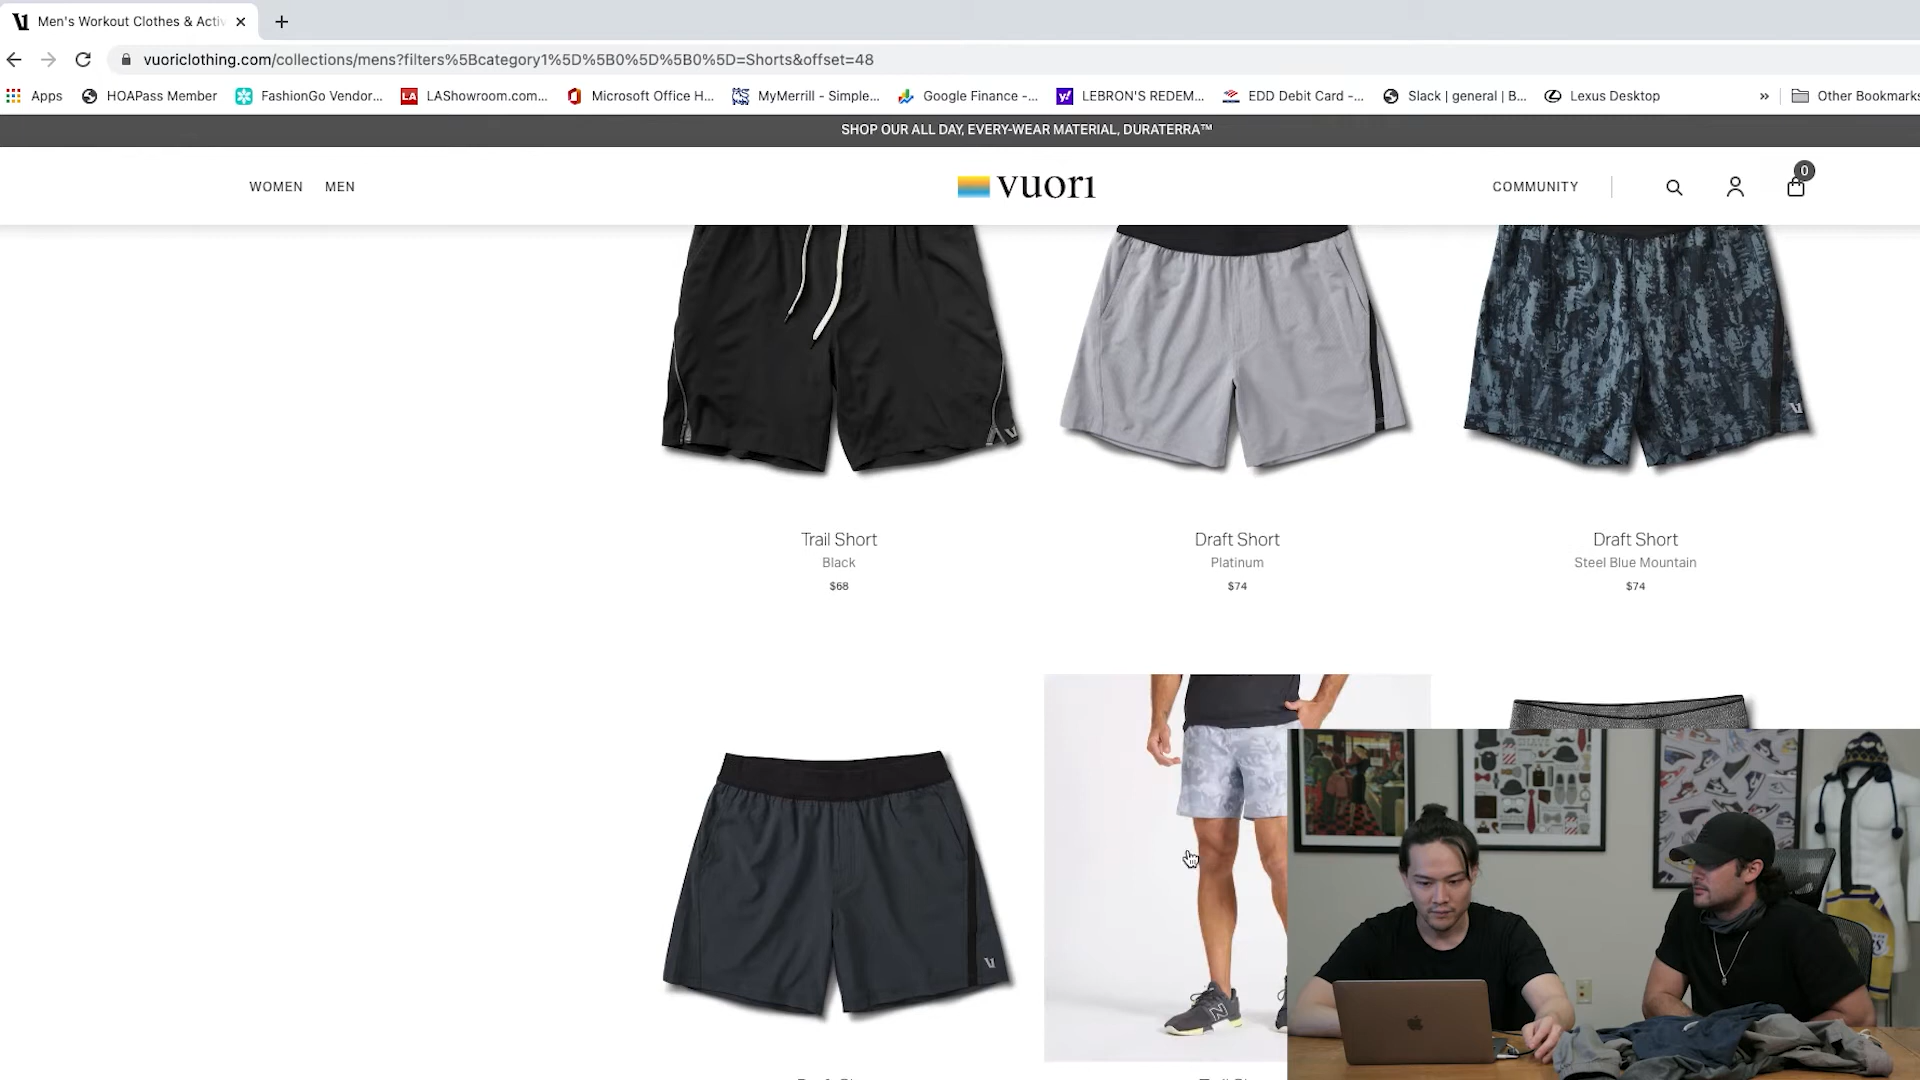 Men's Workout Clothes & Activ
vuoriclothing.com/collections/mens?filters%5Bcategory1%5D%5B0%5D%5B0%5D=Shorts&offset=48
Apps HOAPass Member FashionGo Vendor... LAShowroom.com... Microsoft Office H... MyMerrill - Simple... Google Finance -... LEBRON'S REDEM... EDD Debit Card -... Slack | general | B... Lexus Desktop » Other Bookmarks
SHOP OUR ALL DAY, EVERY-WEAR MATERIAL, DURATERRA™
WOMEN MEN vuori COMMUNITY 0
Trail Short Draft Short Draft Short
Black Platinum Steel Blue Mountain
$68 $74 $74